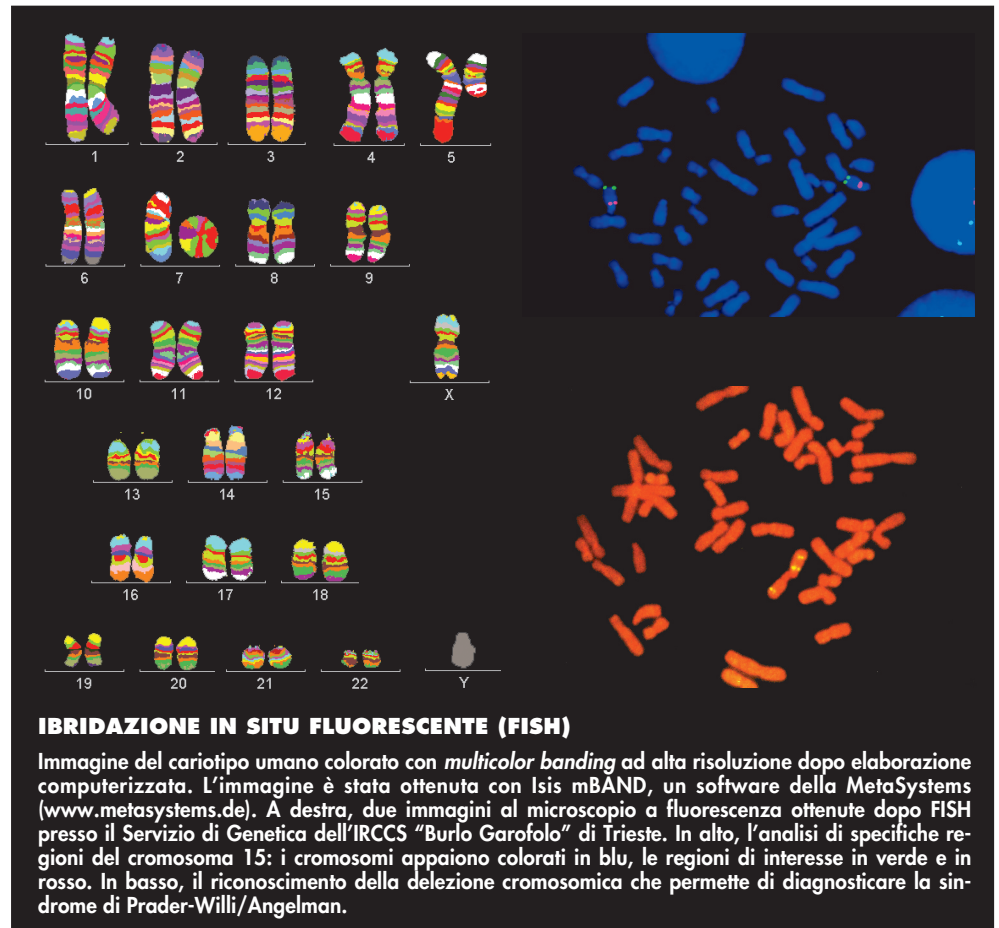 1 2 3 4 5
6 7 8 9
10 11 12 X
13 14 15
16 17 18
19 20 21 22 Y
IBRIDAZIONE IN SITU FLUORESCENTE (FISH)
Immagine del cariotipo umano colorato con multicolor banding ad alta risoluzione dopo elaborazione
computerizzata. L’immagine è stata ottenuta con Isis mBAND, un software della MetaSystems
(www.metasystems.de). A destra, due immagini al microscopio a fluorescenza ottenute dopo FISH
presso il Servizio di Genetica dell’IRCCS “Burlo Garofolo” di Trieste. In alto, l’analisi di specifiche re-
gioni del cromosoma 15: i cromosomi appaiono colorati in blu, le regioni di interesse in verde e in
rosso. In basso, il riconoscimento della delezione cromosomica che permette di diagnosticare la sin-
drome di Prader-Willi/Angelman.